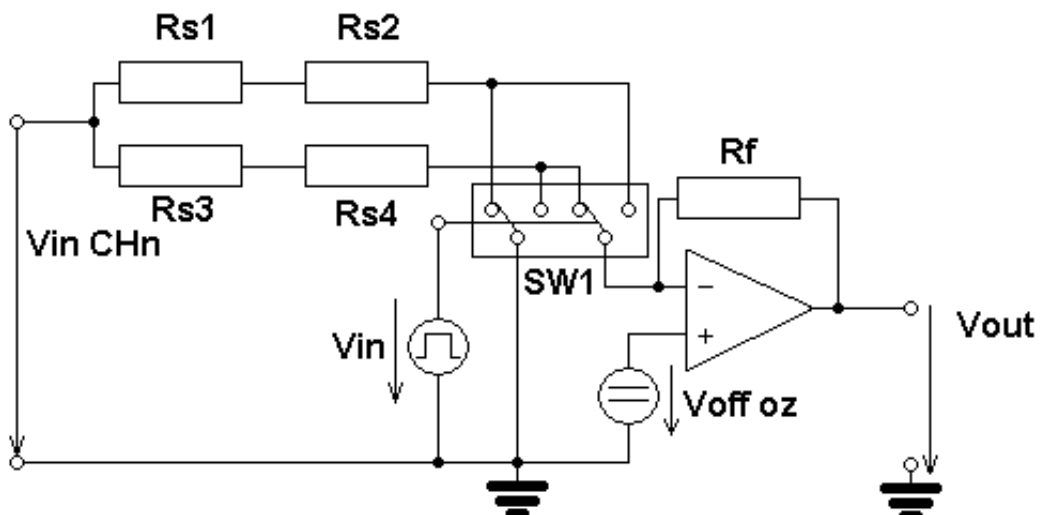 Rs1
Rs2
Rs3
Rs4
Rf
Vin CHn
SW1
Vin
−
+
Voff oz
Vout